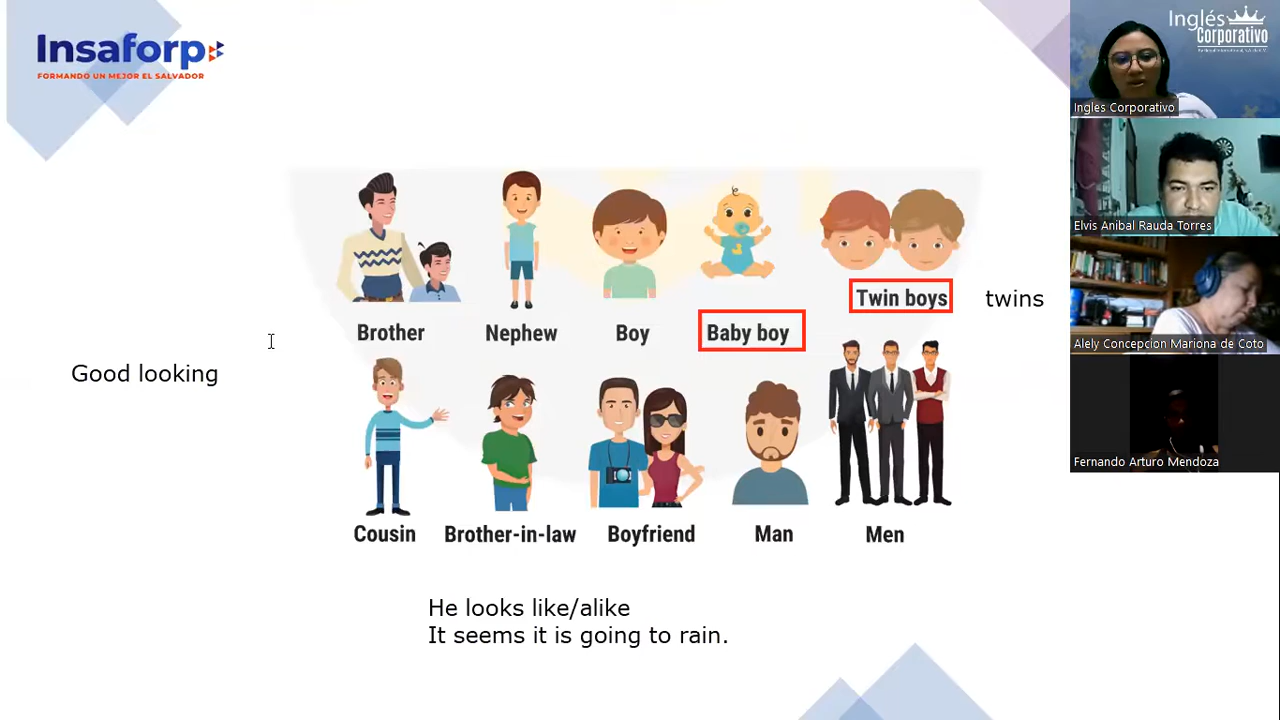 Insaforp
FORMANDO UN MEJOR EL SALVADOR
Brother
Nephew
Boy
Baby boy
Twin boys
twins
Good looking
Cousin
Brother-in-law
Boyfriend
Man
Men
He looks like/alike
It seems it is going to rain.
Inglés
Corporativo
Ingles Corporativo
Elvis Anibal Rauda Torres
Alely Concepcion Mariona de Coto
Fernando Arturo Mendoza